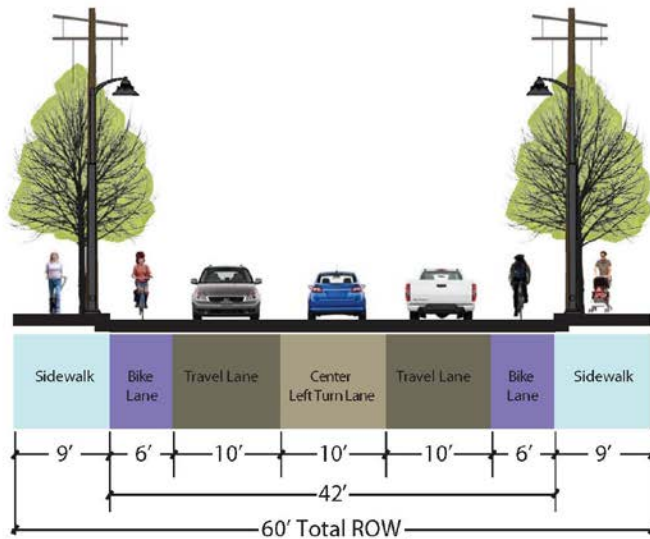 Sidewalk
Bike
Lane
Travel Lane
Center
Left Turn Lane
Travel Lane
Bike
Lane
Sidewalk
9'
6'
10'
10'
10'
6'
9'
42'
60' Total ROW